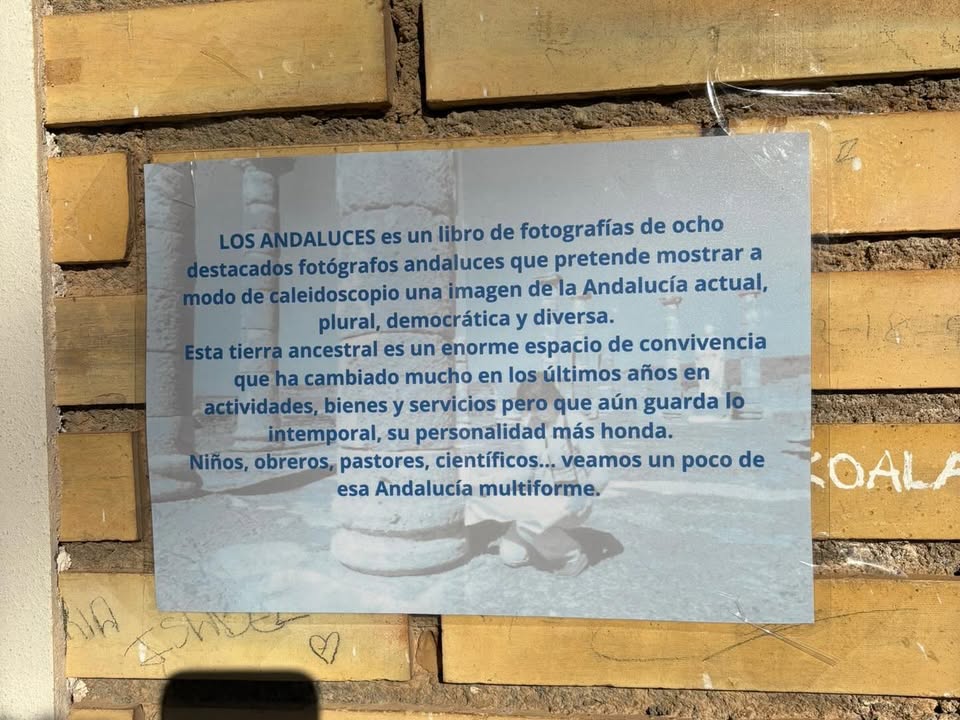 LOS ANDALUCES es un libro de fotografías de ocho
destacados fotógrafos andaluces que pretende mostrar a
modo de caleidoscopio una imagen de la Andalucía actual,
plural, democrática y diversa.
Esta tierra ancestral es un enorme espacio de convivencia
que ha cambiado mucho en los últimos años en
actividades, bienes y servicios pero que aún guarda lo
intemporal, su personalidad más honda.
Niños, obreros, pastores, científicos... veamos un poco de
esa Andalucía multiforme.
KOALA